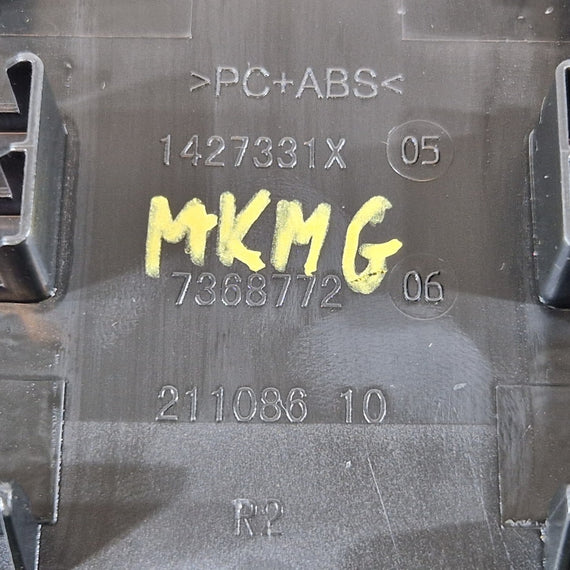 >PC+ABS<
1427331X 05
MKMG
7368772 06
211086 10
R2